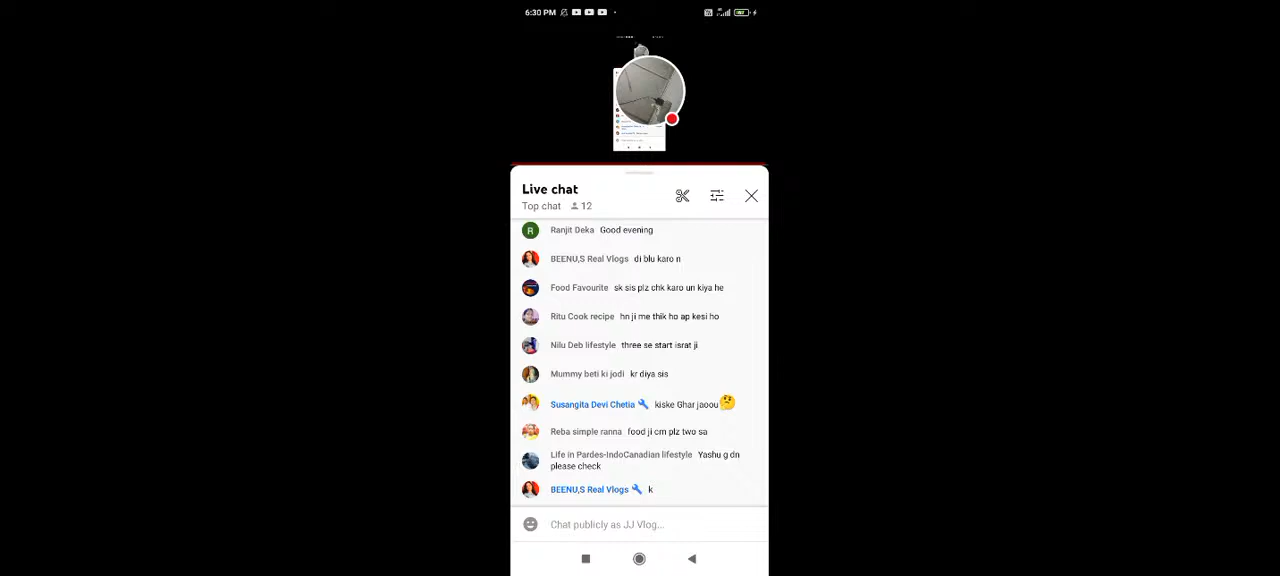 6:30 PM
Live chat
Top chat 12
R Ranjit Deka Good evening
BEENU,S Real Vlogs di blu karo n
Food Favourite sk sis plz chk karo un kiya he
Ritu Cook recipe hn ji me thik ho ap kesi ho
Nilu Deb lifestyle three se start israt ji
Mummy beti ki jodi kr diya sis
Susangita Devi Chetia kiske Ghar jaoou🤔
Reba simple ranna food ji cm plz two sa
Life in Pardes-IndoCanadian lifestyle Yashu g dn
please check
BEENU,S Real Vlogs k
Chat publicly as JJ Vlog...